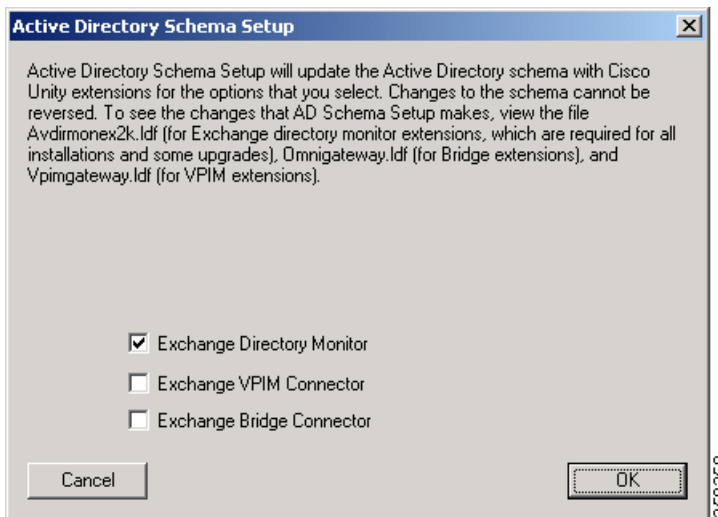 Active Directory Schema Setup
Active Directory Schema Setup will update the Active Directory schema with Cisco
Unity extensions for the options that you select. Changes to the schema cannot be
reversed. To see the changes that AD Schema Setup makes, view the file
Avdirmonex2k.ldf (for Exchange directory monitor extensions, which are required for all
installations and some upgrades), Omnigateway.ldf (for Bridge extensions), and
Vpimgateway.ldf (for VPIM extensions).
Exchange Directory Monitor
Exchange VPIM Connector
Exchange Bridge Connector
Cancel
OK